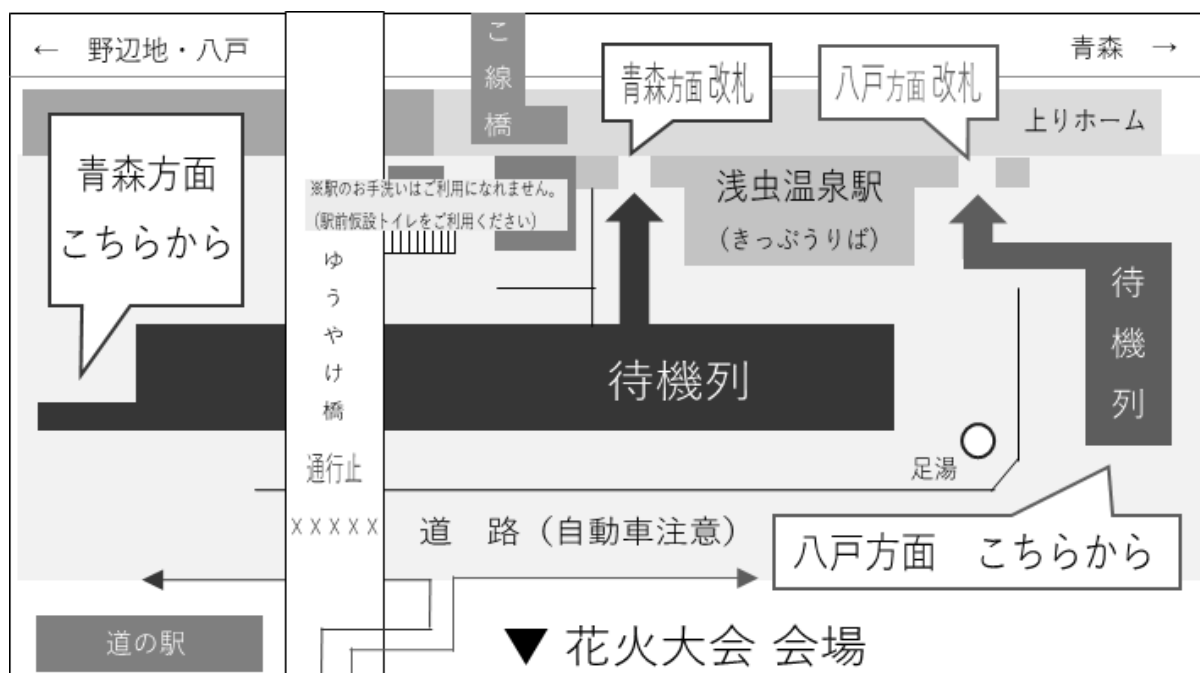 ← 野辺地・八戸
青森 →
こ線橋
青森方面 改札
八戸方面 改札
上りホーム
青森方面
こちらから
※駅のお手洗いはご利用になれません。
(駅前仮設トイレをご利用ください)
浅虫温泉駅
(きっぷうりば)
ゆうやけ橋
通行止
×××××
待機列
待機列
足湯
道 路(自動車注意)
八戸方面 こちらから
道の駅
▼ 花火大会 会場